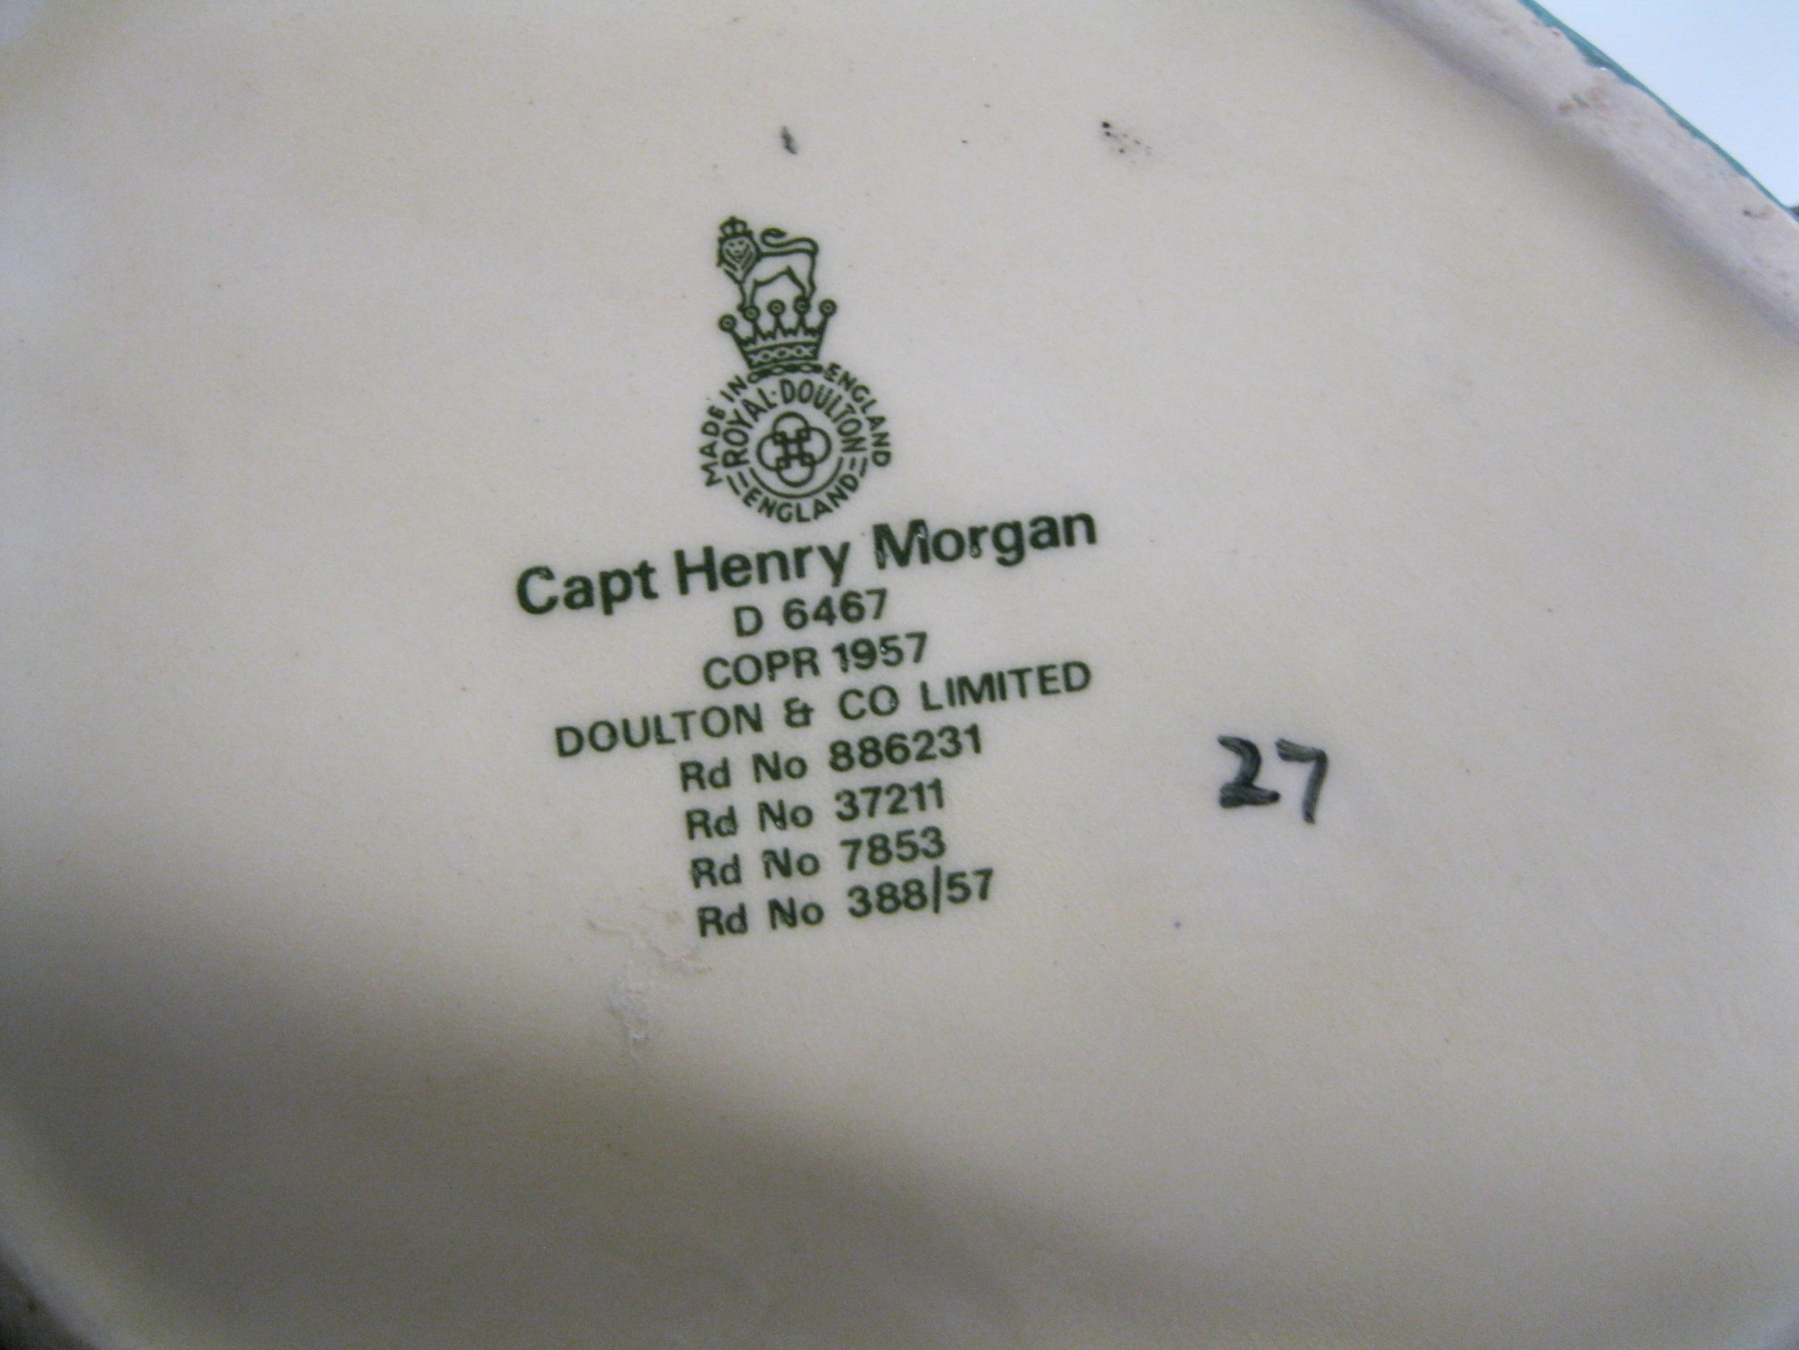 MADE IN ENGLAND
ROYAL·DOULTON
ENGLAND
Capt Henry Morgan
D 6467
COPR 1957
DOULTON & CO LIMITED
Rd No 886231
Rd No 37211
Rd No 7853
Rd No 388/57
27